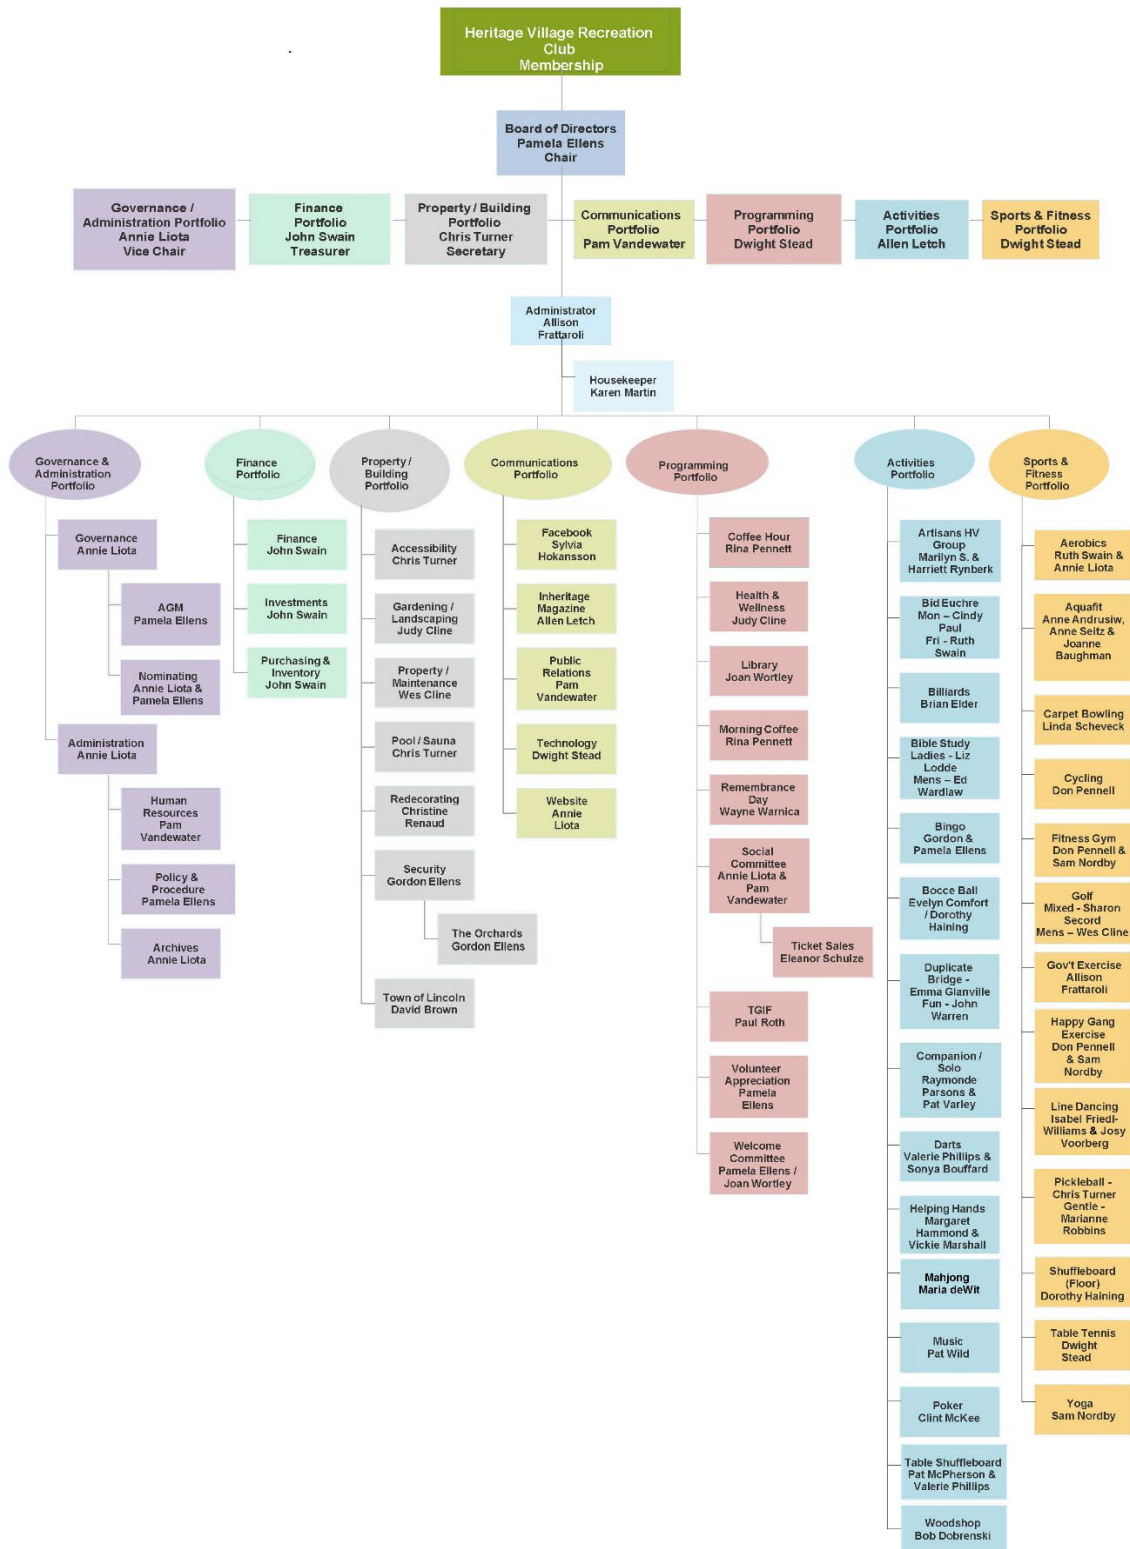 Heritage Village Recreation
Club
Membership
Board of Directors
Pamela Ellens
Chair
Governance /
Administration Portfolio
Annie Liota
Vice Chair
Finance
Portfolio
John Swain
Treasurer
Property / Building
Portfolio
Chris Turner
Secretary
Communications
Portfolio
Pam Vandewater
Programming
Portfolio
Dwight Stead
Activities
Portfolio
Allen Letch
Sports & Fitness
Portfolio
Dwight Stead
Administrator
Allison
Frattaroli
Housekeeper
Karen Martin
Governance &
Administration
Portfolio
Governance
Annie Liota
AGM
Pamela Ellens
Nominating
Annie Liota &
Pamela Ellens
Administration
Annie Liota
Human
Resources
Pam
Vandewater
Policy &
Procedure
Pamela Ellens
Archives
Annie Liota
Finance
Portfolio
Finance
John Swain
Investments
John Swain
Purchasing &
Inventory
John Swain
Property /
Building
Portfolio
Accessibility
Chris Turner
Gardening /
Landscaping
Judy Cline
Property /
Maintenance
Wes Cline
Pool / Sauna
Chris Turner
Redecorating
Christine
Renaud
Security
Gordon Ellens
The Orchards
Gordon Ellens
Town of Lincoln
David Brown
Communications
Portfolio
Facebook
Sylvia
Hokansson
Inheritage
Magazine
Allen Letch
Public
Relations
Pam
Vandewater
Technology
Dwight Stead
Website
Annie
Liota
Programming
Portfolio
Coffee Hour
Rina Pennett
Health &
Wellness
Judy Cline
Library
Joan Wortley
Morning Coffee
Rina Pennett
Remembrance
Day
Wayne Warnica
Social
Committee
Annie Liota &
Pam
Vandewater
Ticket Sales
Eleanor Schulze
TGIF
Paul Roth
Volunteer
Appreciation
Pamela
Ellens
Welcome
Committee
Pamela Ellens /
Joan Wortley
Activities
Portfolio
Artisans HV
Group
Marilyn S. &
Harriett Rynberk
Bid Euchre
Mon – Cindy
Paul
Fri - Ruth
Swain
Billiards
Brian Elder
Bible Study
Ladies - Liz
Lodde
Mens – Ed
Wardlaw
Bingo
Gordon &
Pamela Ellens
Bocce Ball
Evelyn Comfort
/ Dorothy
Haining
Duplicate
Bridge -
Emma Glanville
Fun - John
Warren
Companion /
Solo
Raymonde
Parsons &
Pat Varley
Darts
Valerie Phillips &
Sonya Bouffard
Helping Hands
Margaret
Hammond &
Vickie Marshall
Mahjong
Maria deWit
Music
Pat Wild
Poker
Clint McKee
Table Shuffleboard
Pat McPherson &
Valerie Phillips
Woodshop
Bob Dobrenski
Sports &
Fitness
Portfolio
Aerobics
Ruth Swain &
Annie Liota
Aquafit
Anne Andrusiw,
Anne Seitz &
Joanne
Baughman
Carpet Bowling
Linda Scheveck
Cycling
Don Pennell
Fitness Gym
Don Pennell &
Sam Nordby
Golf
Mixed - Sharon
Secord
Mens – Wes Cline
Gov't Exercise
Allison
Frattaroli
Happy Gang
Exercise
Don Pennell
& Sam
Nordby
Line Dancing
Isabel Friedl-
Williams & Josy
Voorberg
Pickleball -
Chris Turner
Gentle -
Marianne
Robbins
Shuffleboard
(Floor)
Dorothy Haining
Table Tennis
Dwight
Stead
Yoga
Sam Nordby